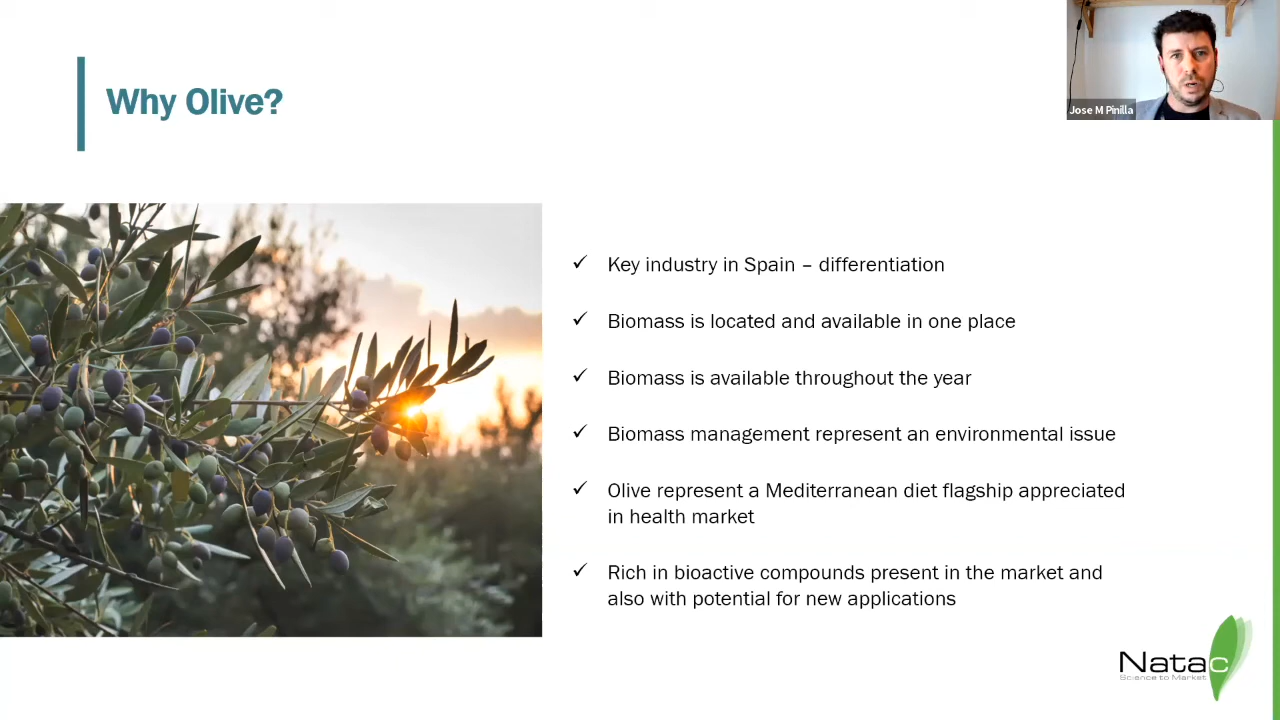 Jose M Pinilla
Why Olive?
Key industry in Spain – differentiation
Biomass is located and available in one place
Biomass is available throughout the year
Biomass management represent an environmental issue
Olive represent a Mediterranean diet flagship appreciated
in health market
Rich in bioactive compounds present in the market and
also with potential for new applications
Natac
Science to Market